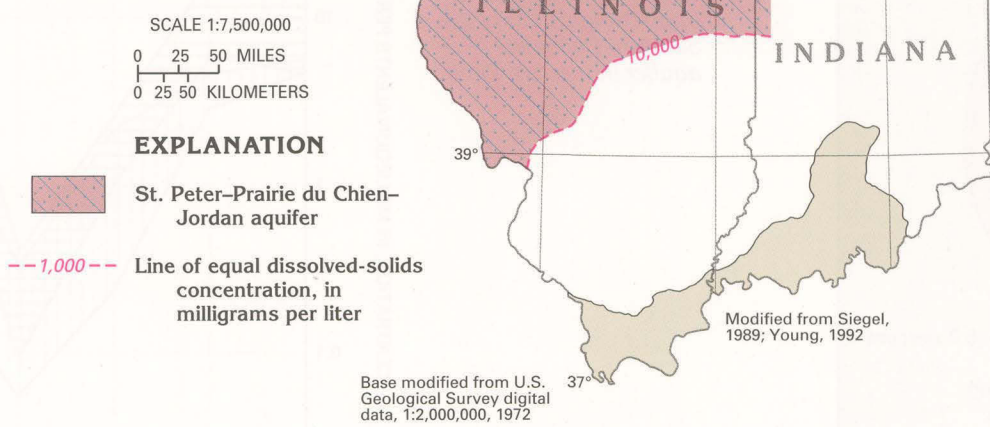 ILLINOIS
10,000
INDIANA
39°
37°
SCALE 1:7,500,000
0 25 50 MILES
0 25 50 KILOMETERS
EXPLANATION
St. Peter–Prairie du Chien–
Jordan aquifer
1,000
Line of equal dissolved-solids
concentration, in
milligrams per liter
Modified from Siegel,
1989; Young, 1992
Base modified from U.S.
Geological Survey digital
data, 1:2,000,000, 1972